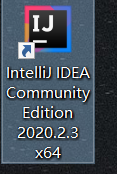 IJ
IntelliJ IDEA
Community
Edition
2020.2.3
x64